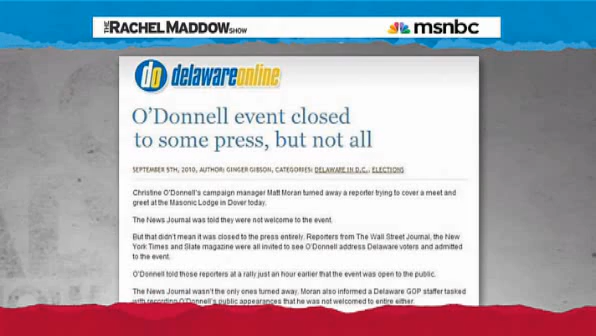 THE RACHEL MADDOW SHOW
msnbc
do delawareonline
O'Donnell event closed
to some press, but not all
SEPTEMBER 5TH, 2010, AUTHOR: GINGER GIBSON, CATEGORIES: DELAWARE IN D.C., ELECTIONS
Christine O'Donnell's campaign manager Matt Moran turned away a reporter trying to cover a meet and
greet at the Masonic Lodge in Dover today.
The News Journal was told they were not welcome to the event.
But that didn't mean it was closed to the press entirely. Reporters from The Wall Street Journal, the New
York Times and Slate magazine were all invited to see O'Donnell address Delaware voters and admitted
to the event.
O'Donnell told those reporters at a rally just an hour earlier that the event was open to the public.
The News Journal wasn't the only ones turned away. Moran also informed a Delaware GOP staffer tasked
with recording O'Donnell's public appearances that he was not welcomed to entire either.